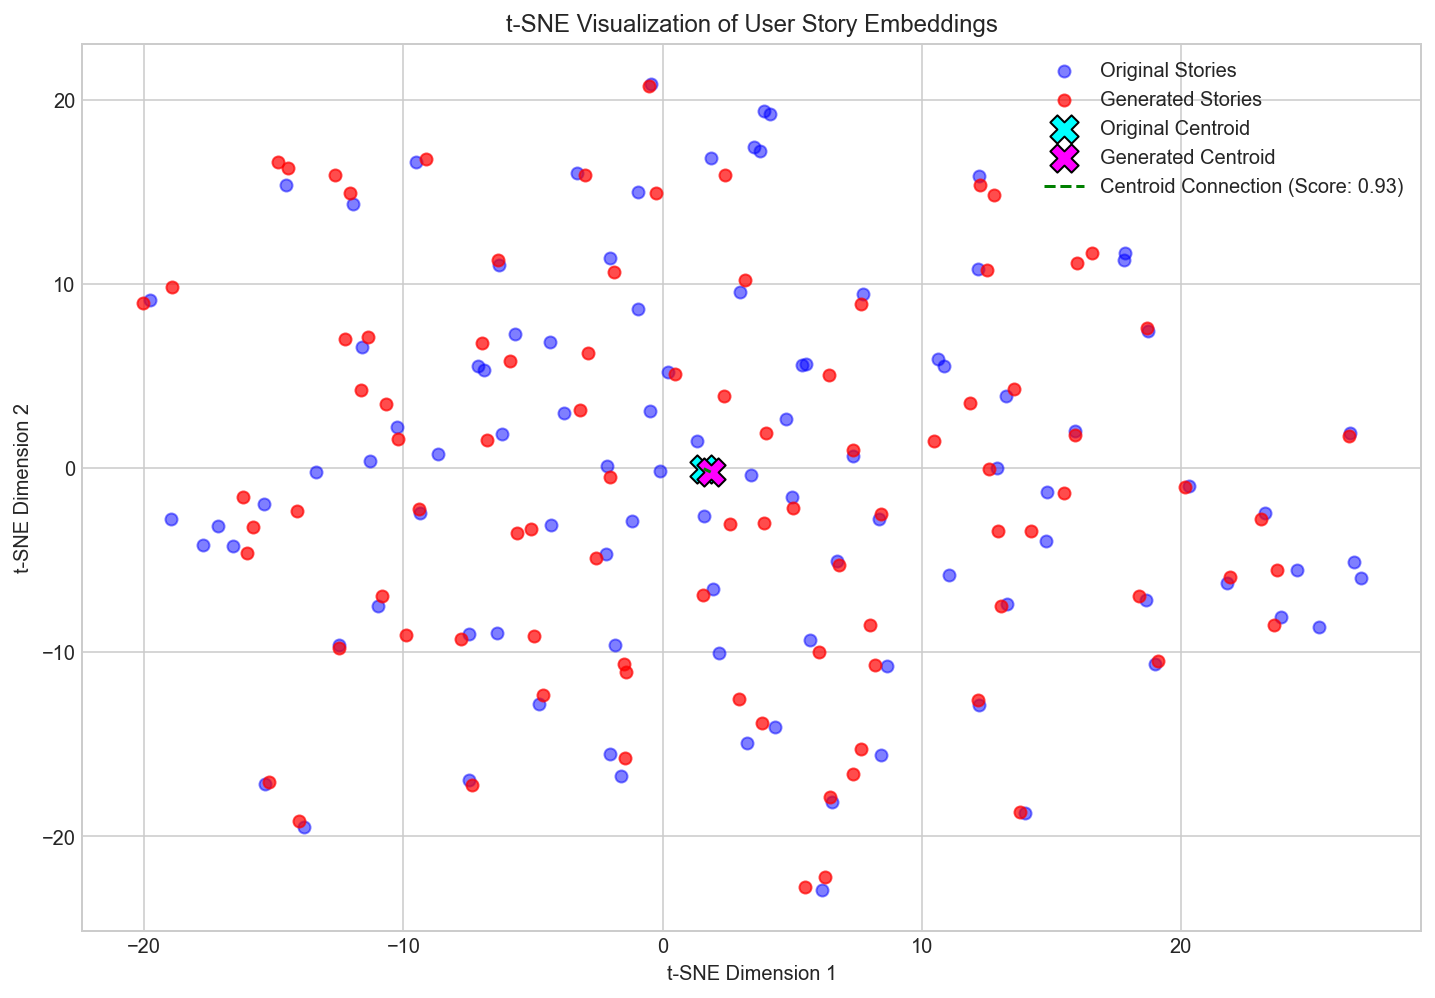 t-SNE Visualization of User Story Embeddings
Original Stories
Generated Stories
Original Centroid
Generated Centroid
Centroid Connection (Score: 0.93)
20
10
0
−10
−20
t-SNE Dimension 2
−20
−10
0
10
20
t-SNE Dimension 1